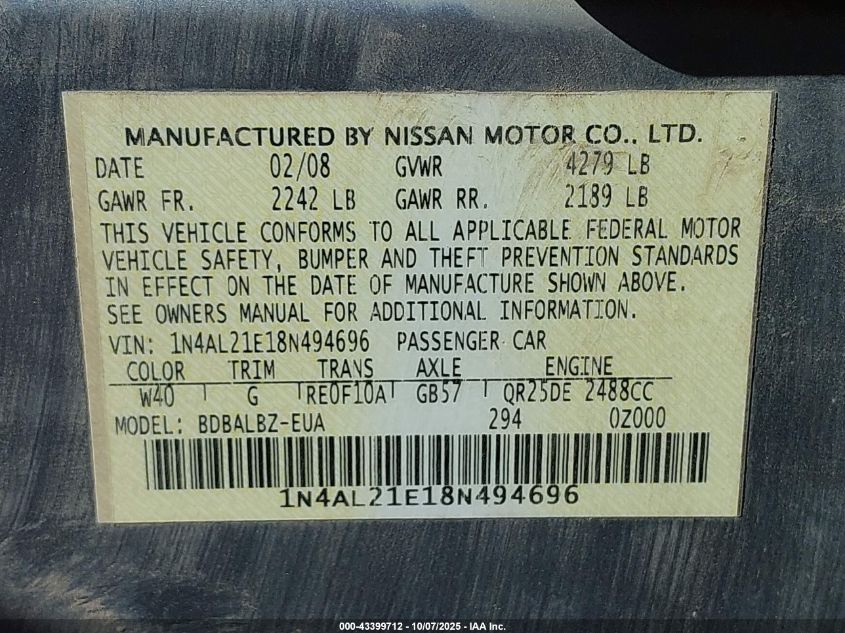 MANUFACTURED BY NISSAN MOTOR CO., LTD.
DATE 02/08 GVWR 4279 LB
GAWR FR. 2242 LB GAWR RR. 2189 LB
THIS VEHICLE CONFORMS TO ALL APPLICABLE FEDERAL MOTOR
VEHICLE SAFETY, BUMPER AND THEFT PREVENTION STANDARDS
IN EFFECT ON THE DATE OF MANUFACTURE SHOWN ABOVE.
SEE OWNERS MANUAL FOR ADDITIONAL INFORMATION.
VIN: 1N4AL21E18N494696 PASSENGER CAR
COLOR TRIM TRANS AXLE ENGINE
W40 G RE0F10A GB57 QR25DE 2488CC
MODEL: BDBALBZ-EUA 294 0Z000
1N4AL21E18N494696
000-43399712 - 10/07/2025 - IAA Inc.